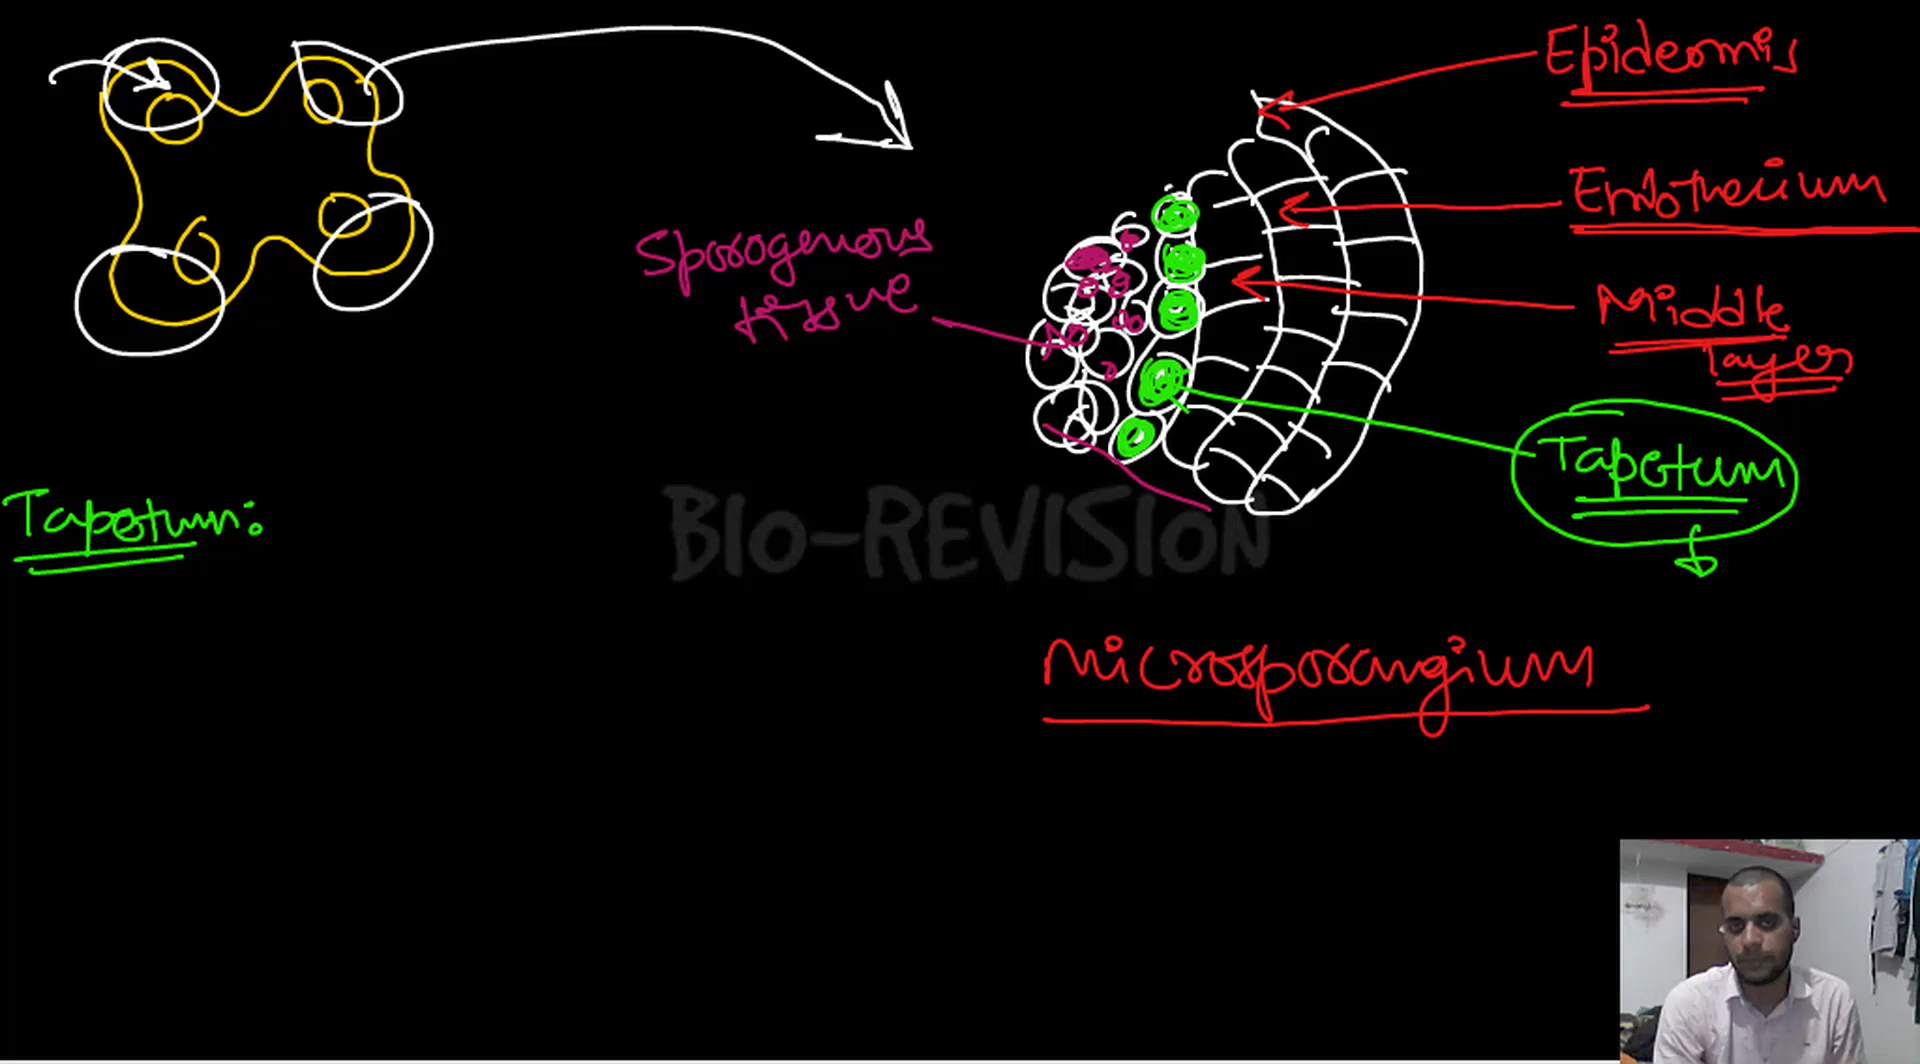 Epidermis
Endothecium
Sporogenous
tissue
Middle
layer
Tapetum
Tapetum:
BIO-REVISION
Microsporangium